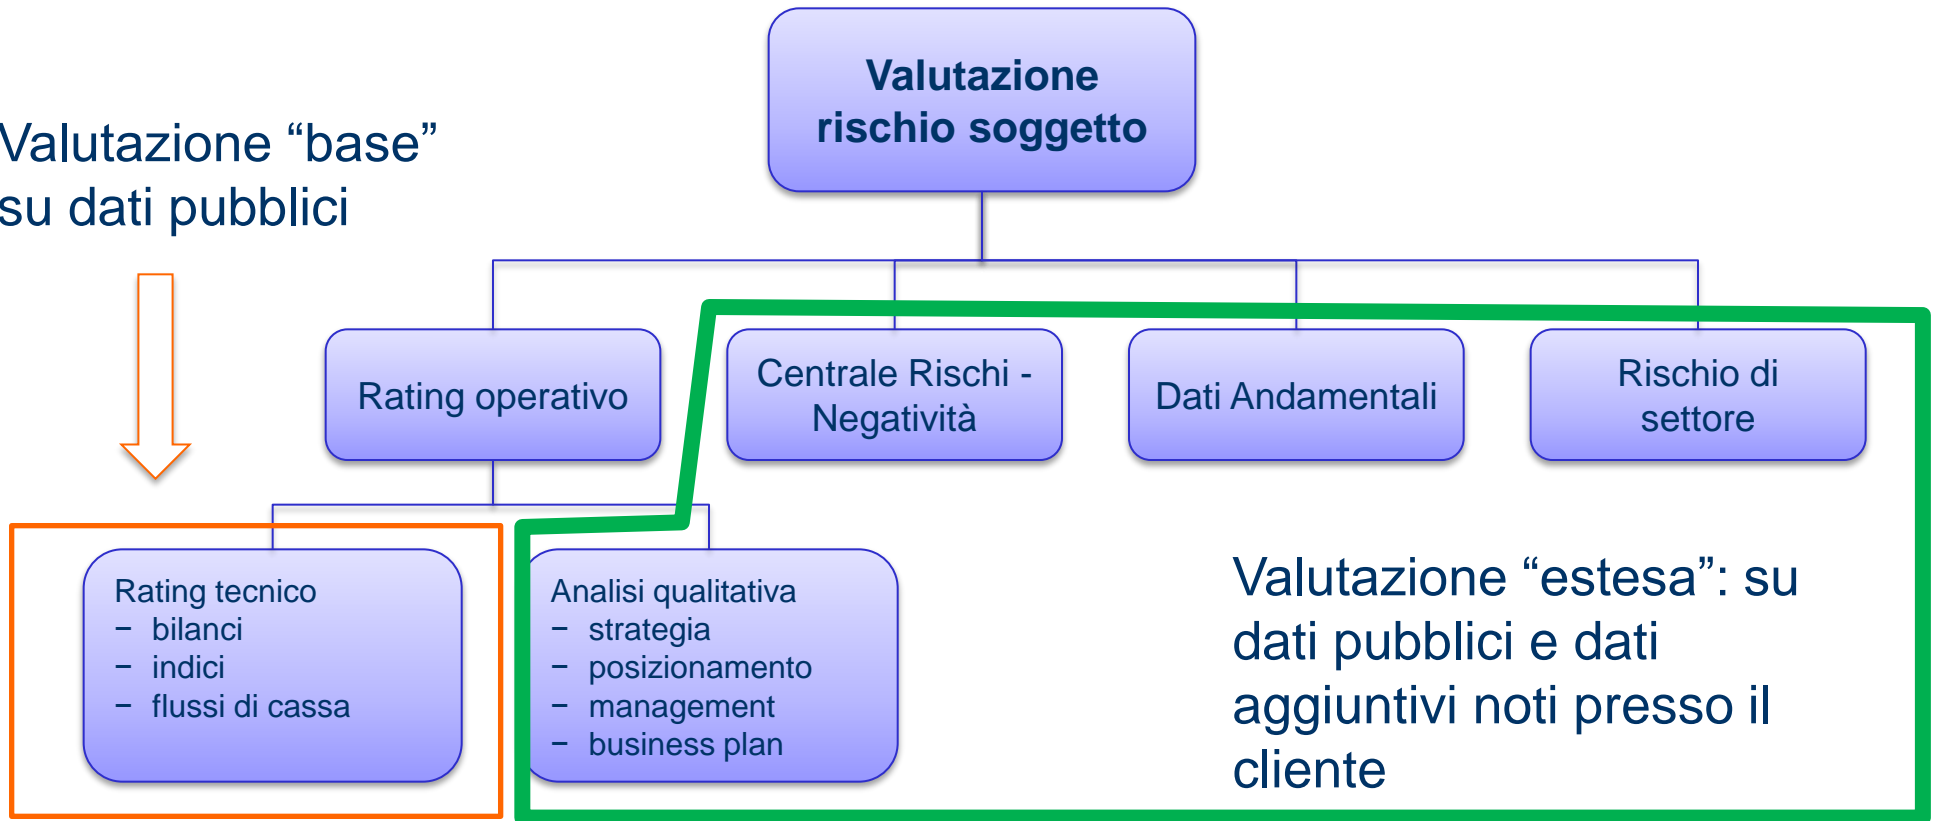 Valutazione
rischio soggetto
Valutazione “base”
su dati pubblici
Rating operativo
Centrale Rischi -
Negatività
Dati Andamentali
Rischio di
settore
Rating tecnico
− bilanci
− indici
− flussi di cassa
Analisi qualitativa
− strategia
− posizionamento
− management
− business plan
Valutazione “estesa”: su
dati pubblici e dati
aggiuntivi noti presso il
cliente